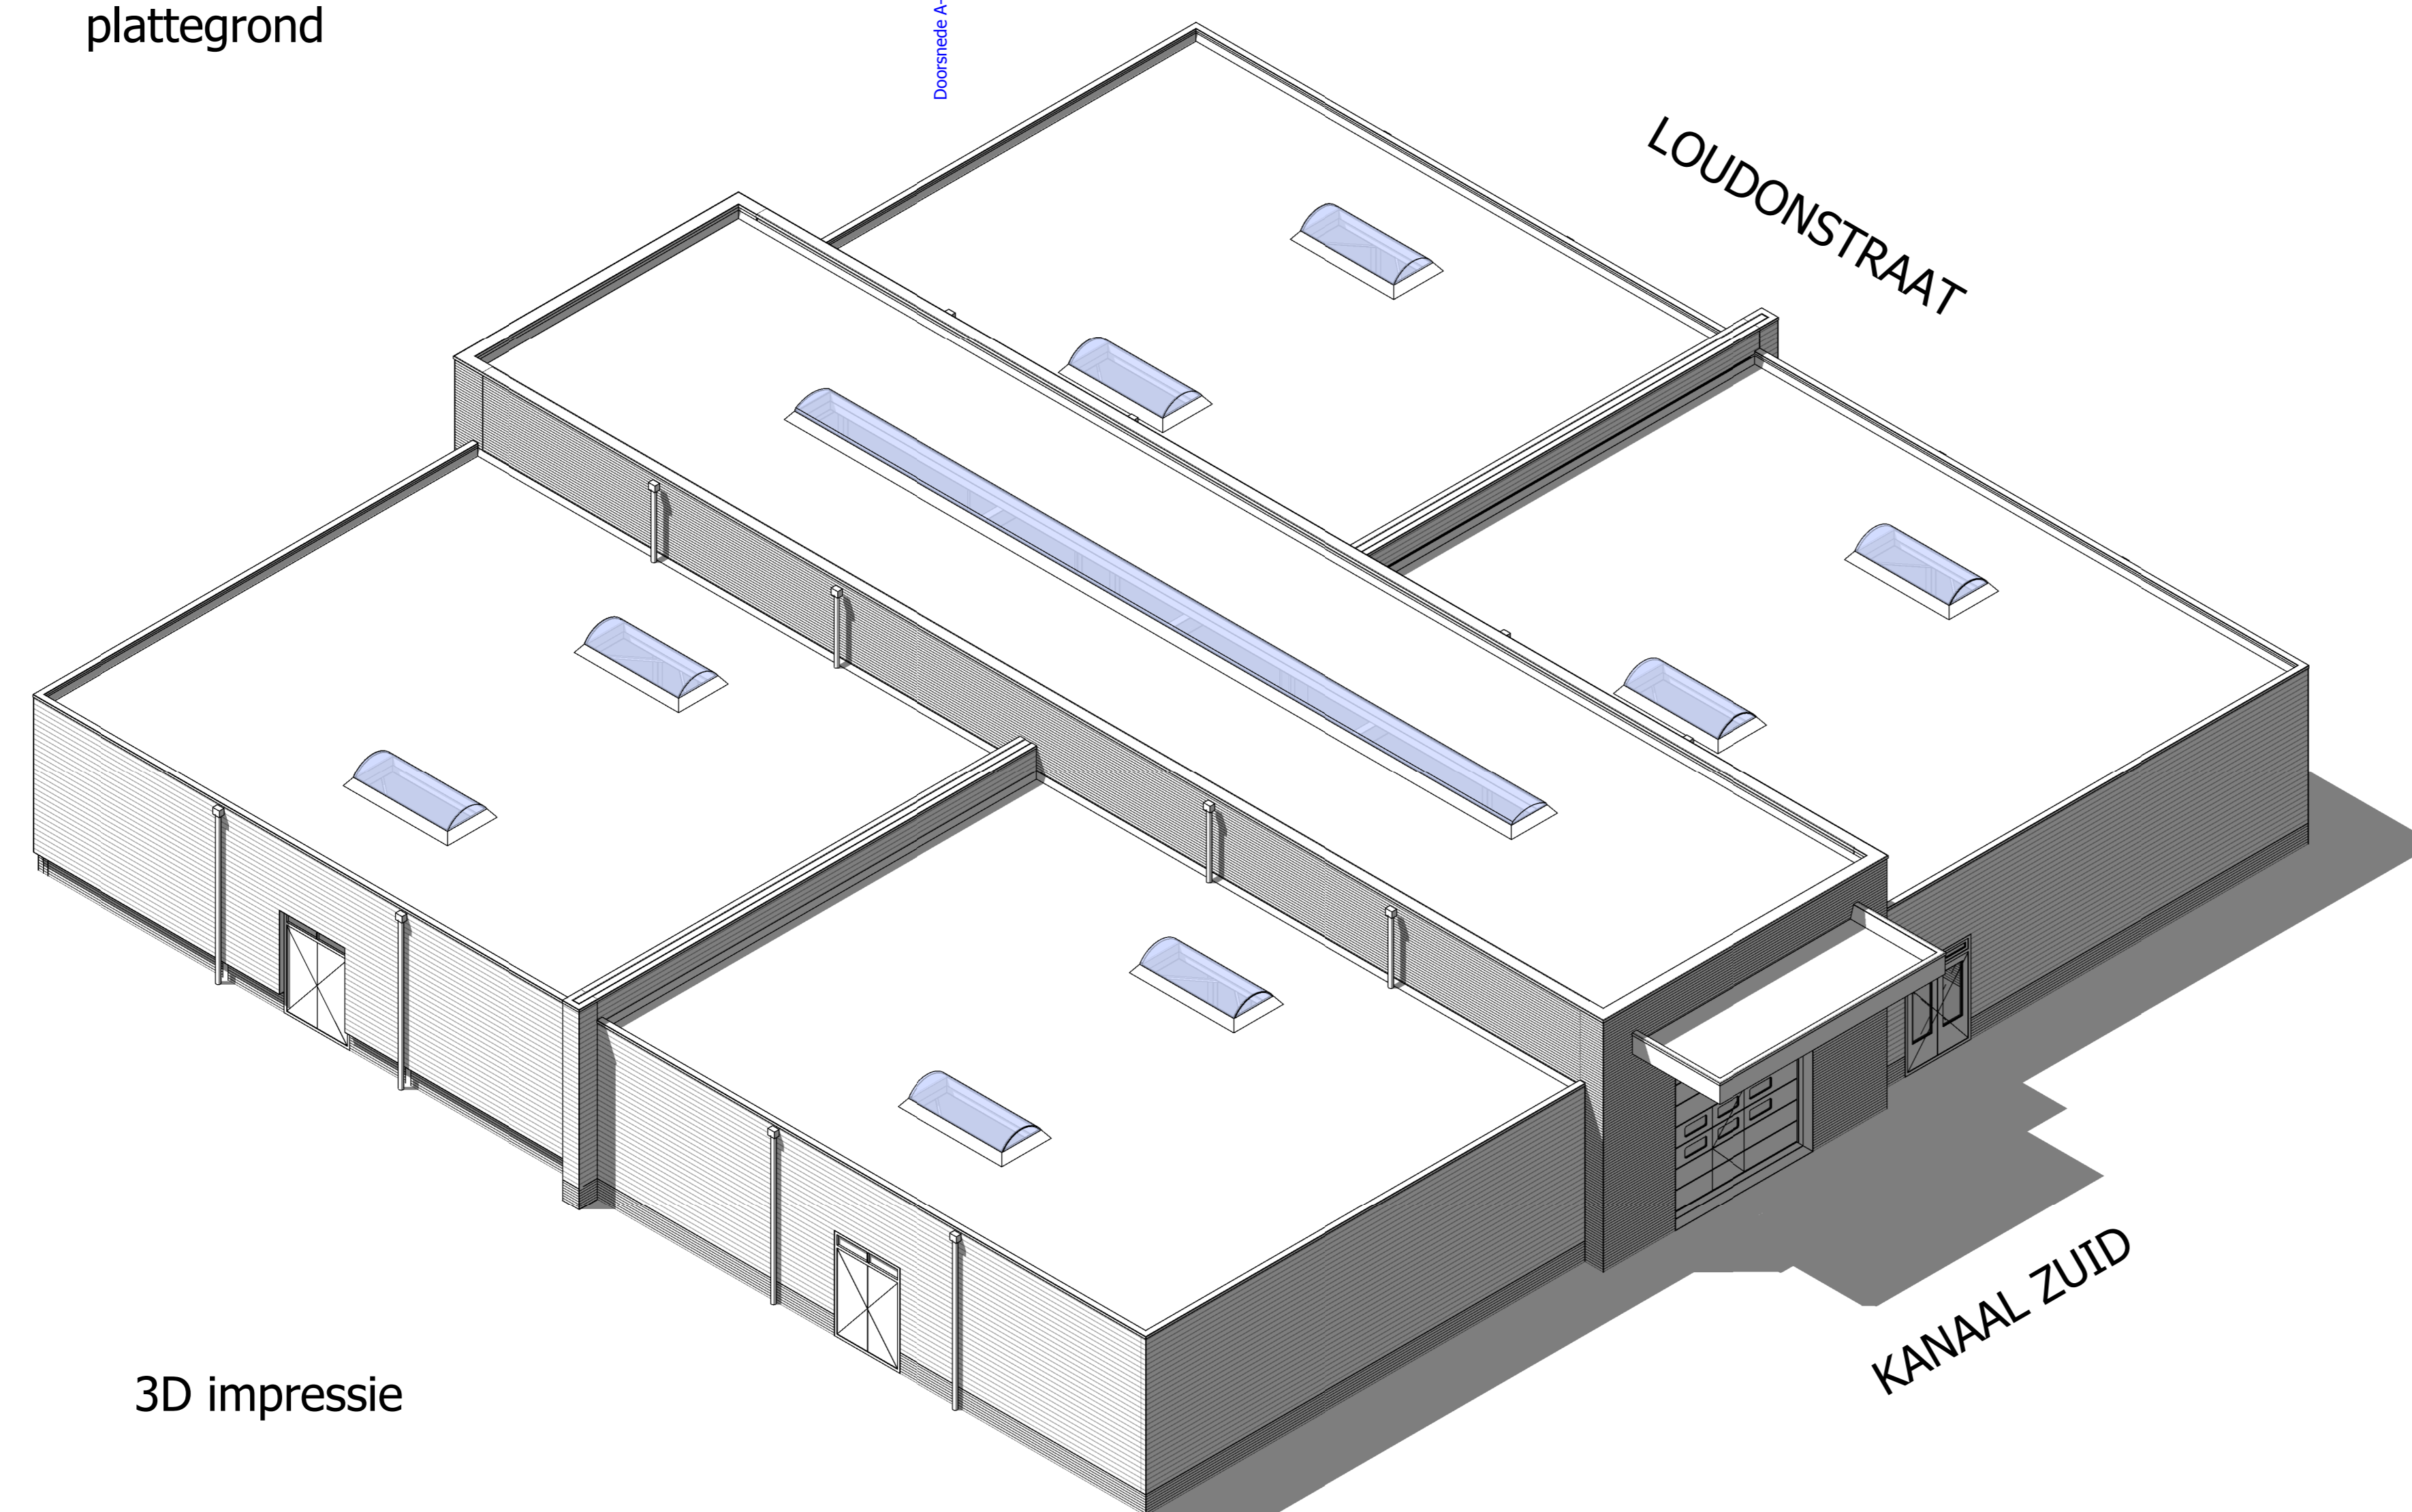 plattegrond
Doorsnede A-
LOUDONSTRAAT
KANAAL ZUID
3D impressie